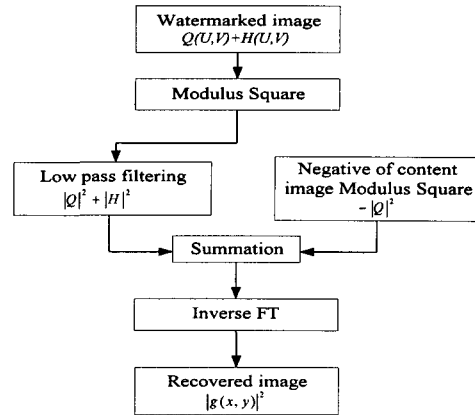 Watermarked image
Q(U,V)+H(U,V)
Modulus Square
Low pass filtering
|Q|² + |H|²
Negative of content
image Modulus Square
− |Q|²
Summation
Inverse FT
Recovered image
|g(x, y)|²